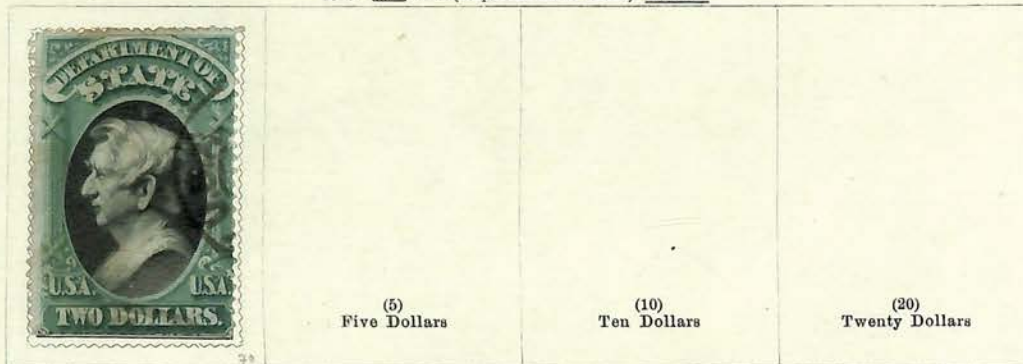 DEPARTMENT OF
STATE
U.S.A. U.S.A.
TWO DOLLARS.
(5)
Five Dollars
(10)
Ten Dollars
(20)
Twenty Dollars